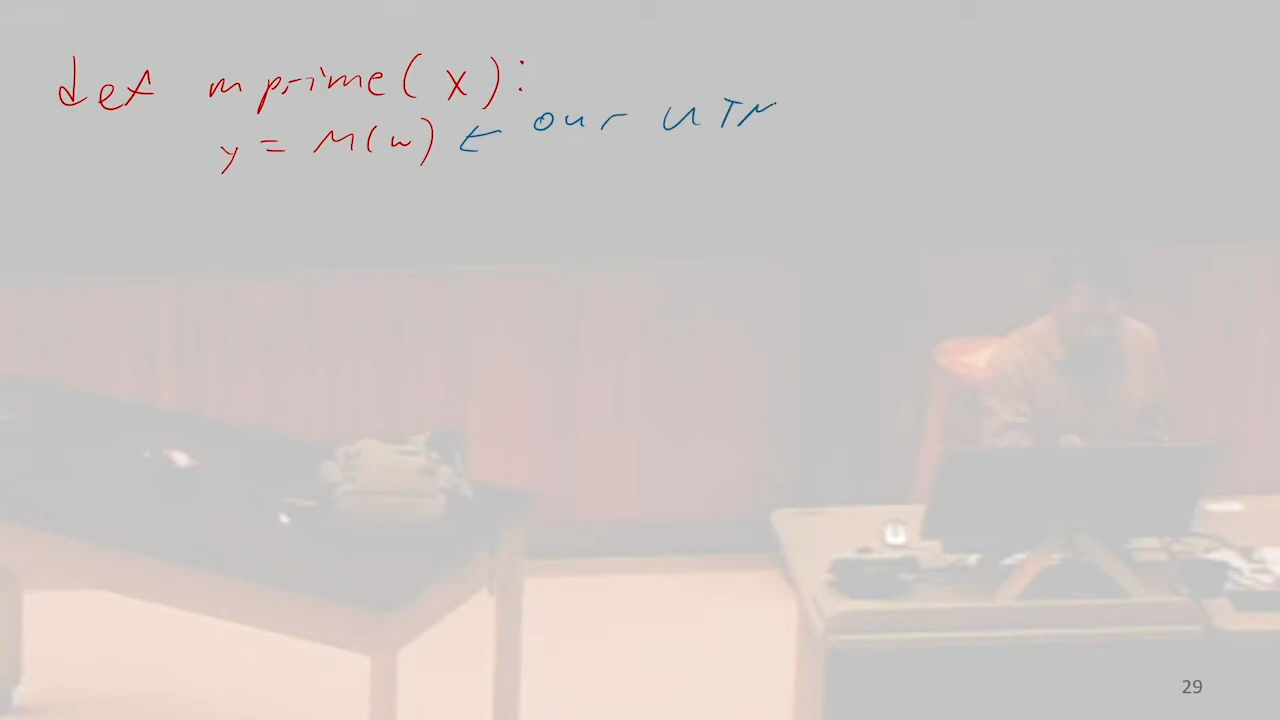 def mprime(x):
y = M(w) ← our UTM
29